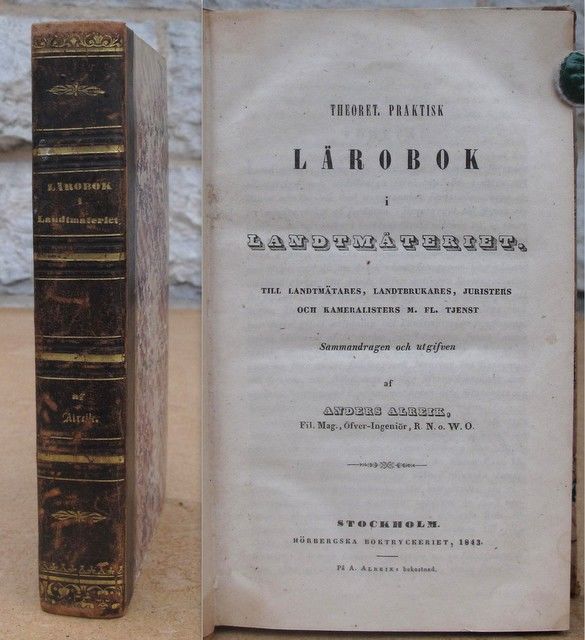 LÄROBOK
i
Landtmäteriet.
af
Alreik.
THEORET. PRAKTISK
LÄROBOK
i
LANDTMÄTERIET,
TILL LANDTMÄTARES, LANDTBRUKARES, JURISTERS
OCH KAMERALISTERS M. FL. TJENST
Sammandragen och utgifven
af
ANDERS ALREIK,
Fil. Mag., Öfver-Ingeniör, R. N. o. W. O.
STOCKHOLM.
HÖRBERGSKA BOKTRYCKERIET, 1843.
På A. ALREIKS bekostnad.